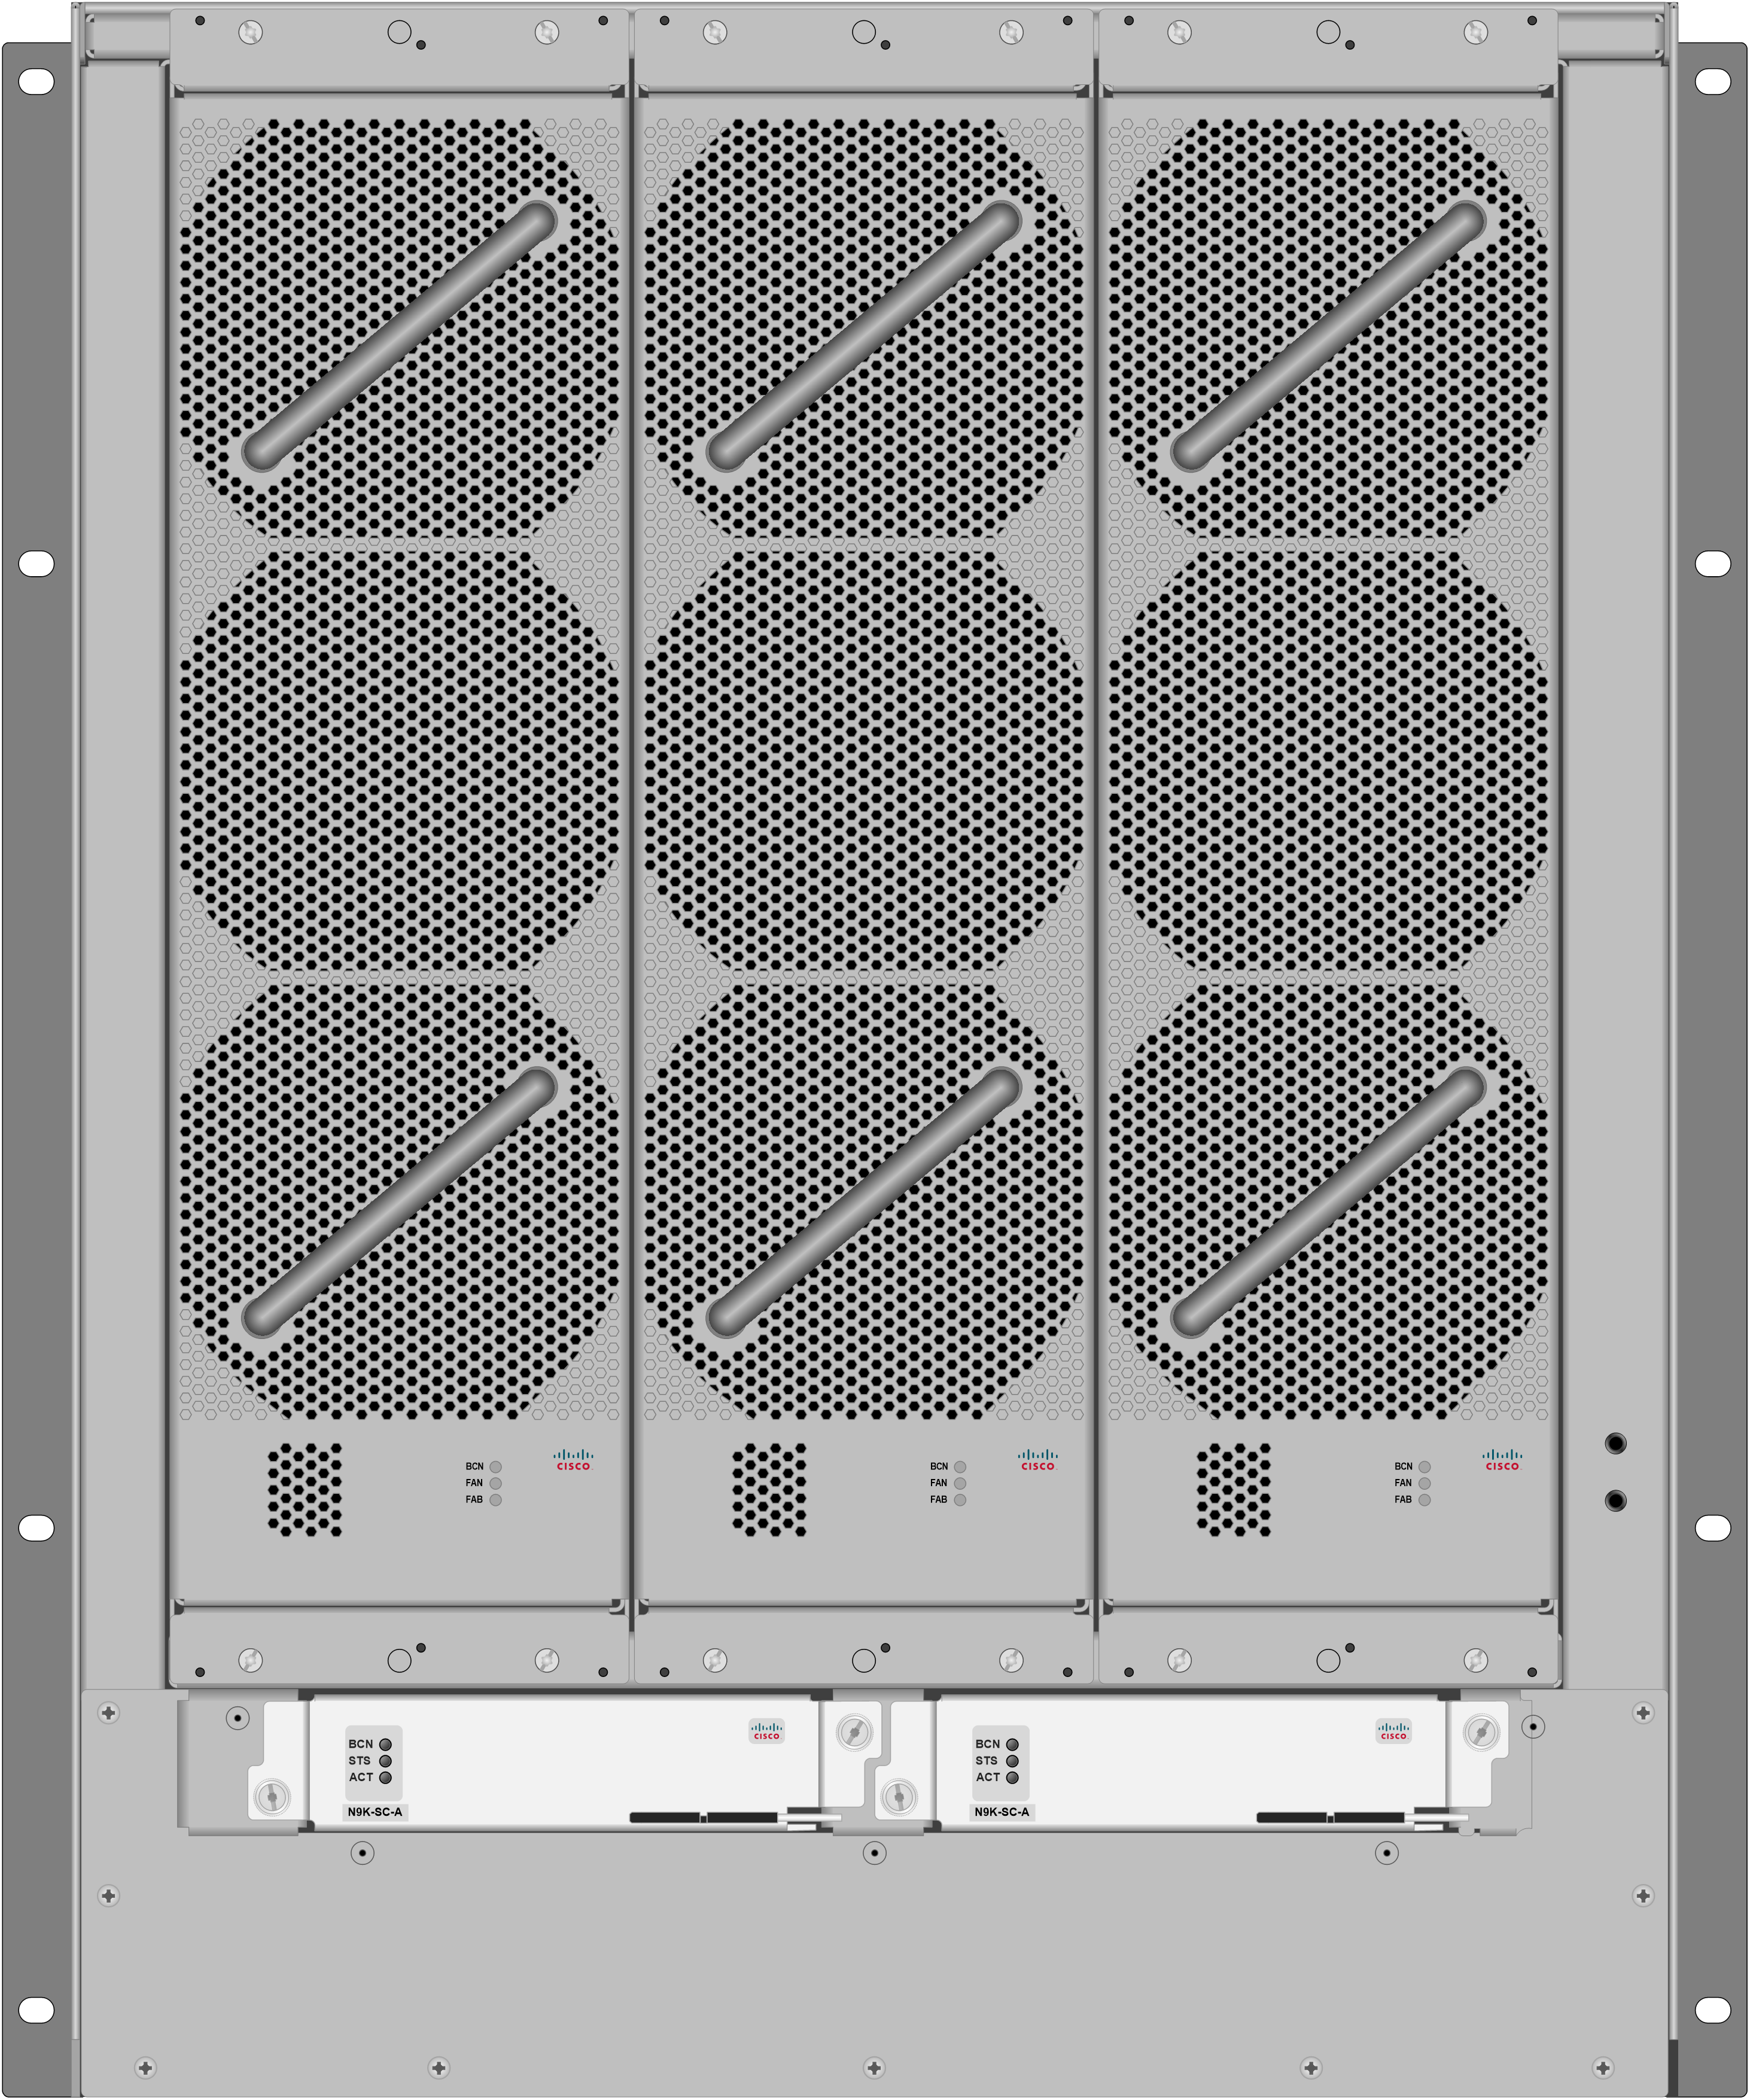 CISCO
BCN
FAN
FAB
CISCO
BCN
FAN
FAB
CISCO
BCN
FAN
FAB
CISCO
BCN
STS
ACT
N9K-SC-A
CISCO
BCN
STS
ACT
N9K-SC-A